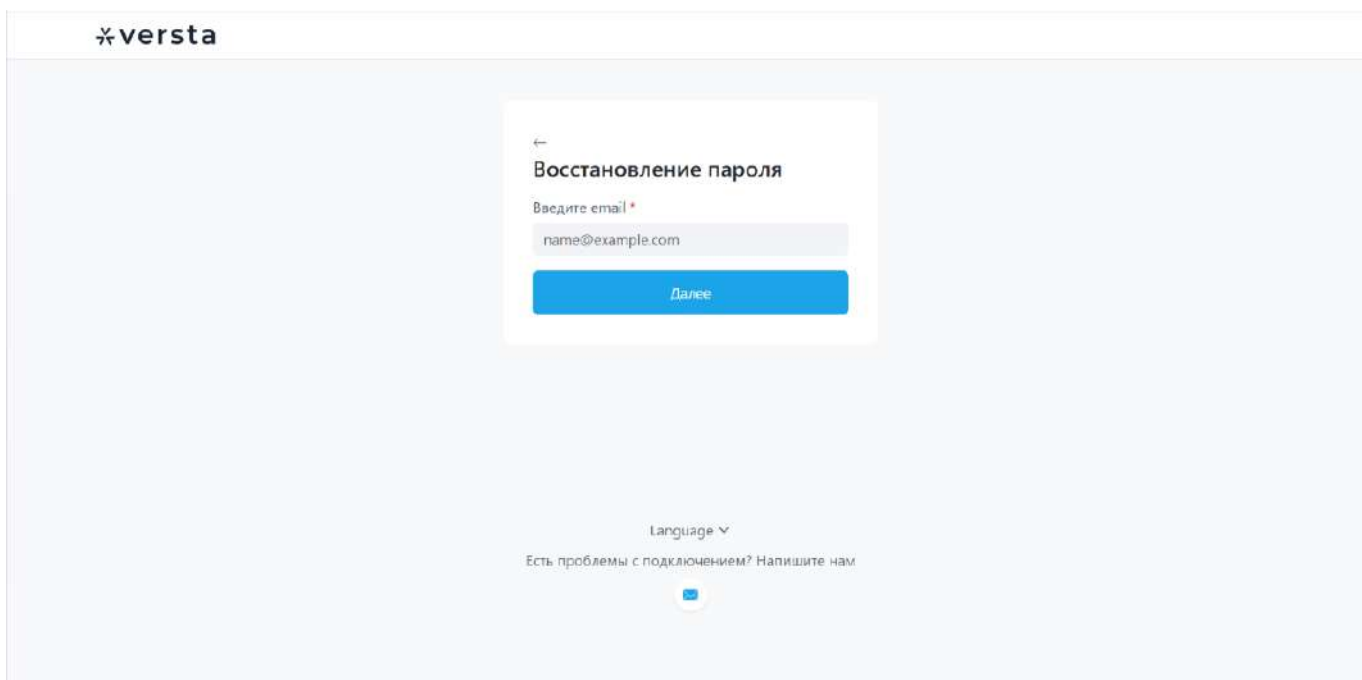 versta
←
Восстановление пароля
Введите email *
name@example.com
Далее
Language
Есть проблемы с подключением? Напишите нам